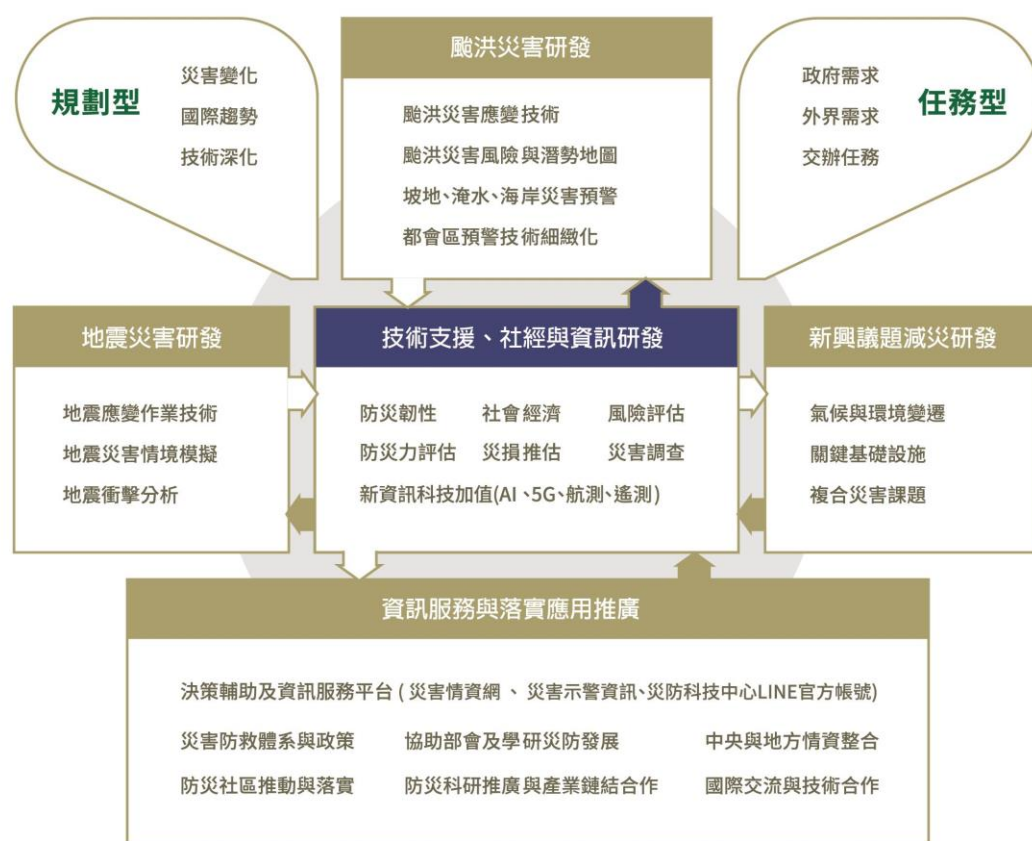 規劃型
災害變化
國際趨勢
技術深化
颱洪災害研發
颱洪災害應變技術
颱洪災害風險與潛勢地圖
坡地、淹水、海岸災害預警
都會區預警技術細緻化
政府需求
外界需求
交辦任務
任務型
地震災害研發
地震應變作業技術
地震災害情境模擬
地震衝擊分析
技術支援、社經與資訊研發
防災韌性 社會經濟 風險評估
防災力評估 災損推估 災害調查
新資訊科技加值(AI、5G、航測、遙測)
新興議題減災研發
氣候與環境變遷
關鍵基礎設施
複合災害課題
資訊服務與落實應用推廣
決策輔助及資訊服務平台 ( 災害情資網 、 災害示警資訊、災防科技中心LINE官方帳號)
災害防救體系與政策 協助部會及學研災防發展 中央與地方情資整合
防災社區推動與落實 防災科研推廣與產業鏈結合作 國際交流與技術合作